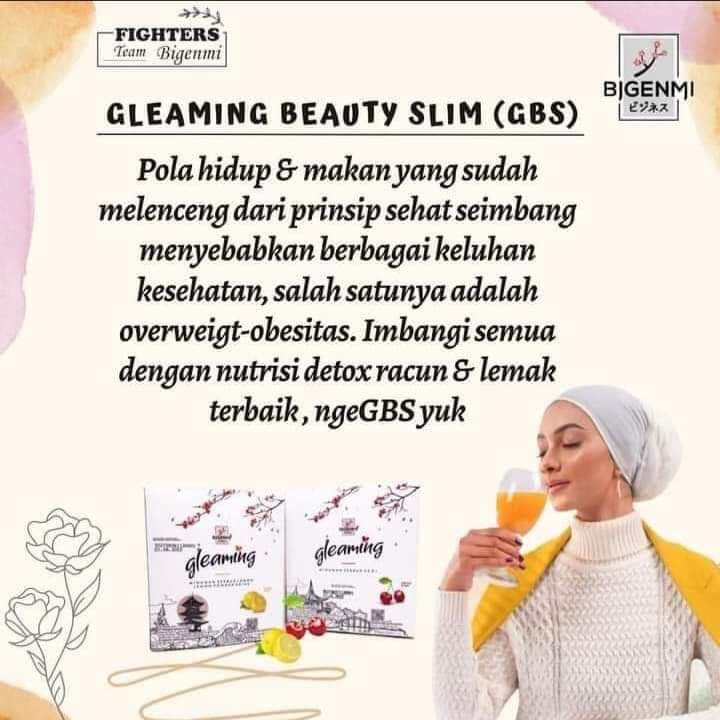 FIGHTERS
Team Bigenmi
BIGENMI
ビジネス
GLEAMING BEAUTY SLIM (GBS)
Pola hidup & makan yang sudah
melenceng dari prinsip sehat seimbang
menyebabkan berbagai keluhan
kesehatan, salah satunya adalah
overweigt-obesitas. Imbangi semua
dengan nutrisi detox racun & lemak
terbaik, ngeGBS yuk
BIGENMI
gleaming
BIGENMI
gleaming